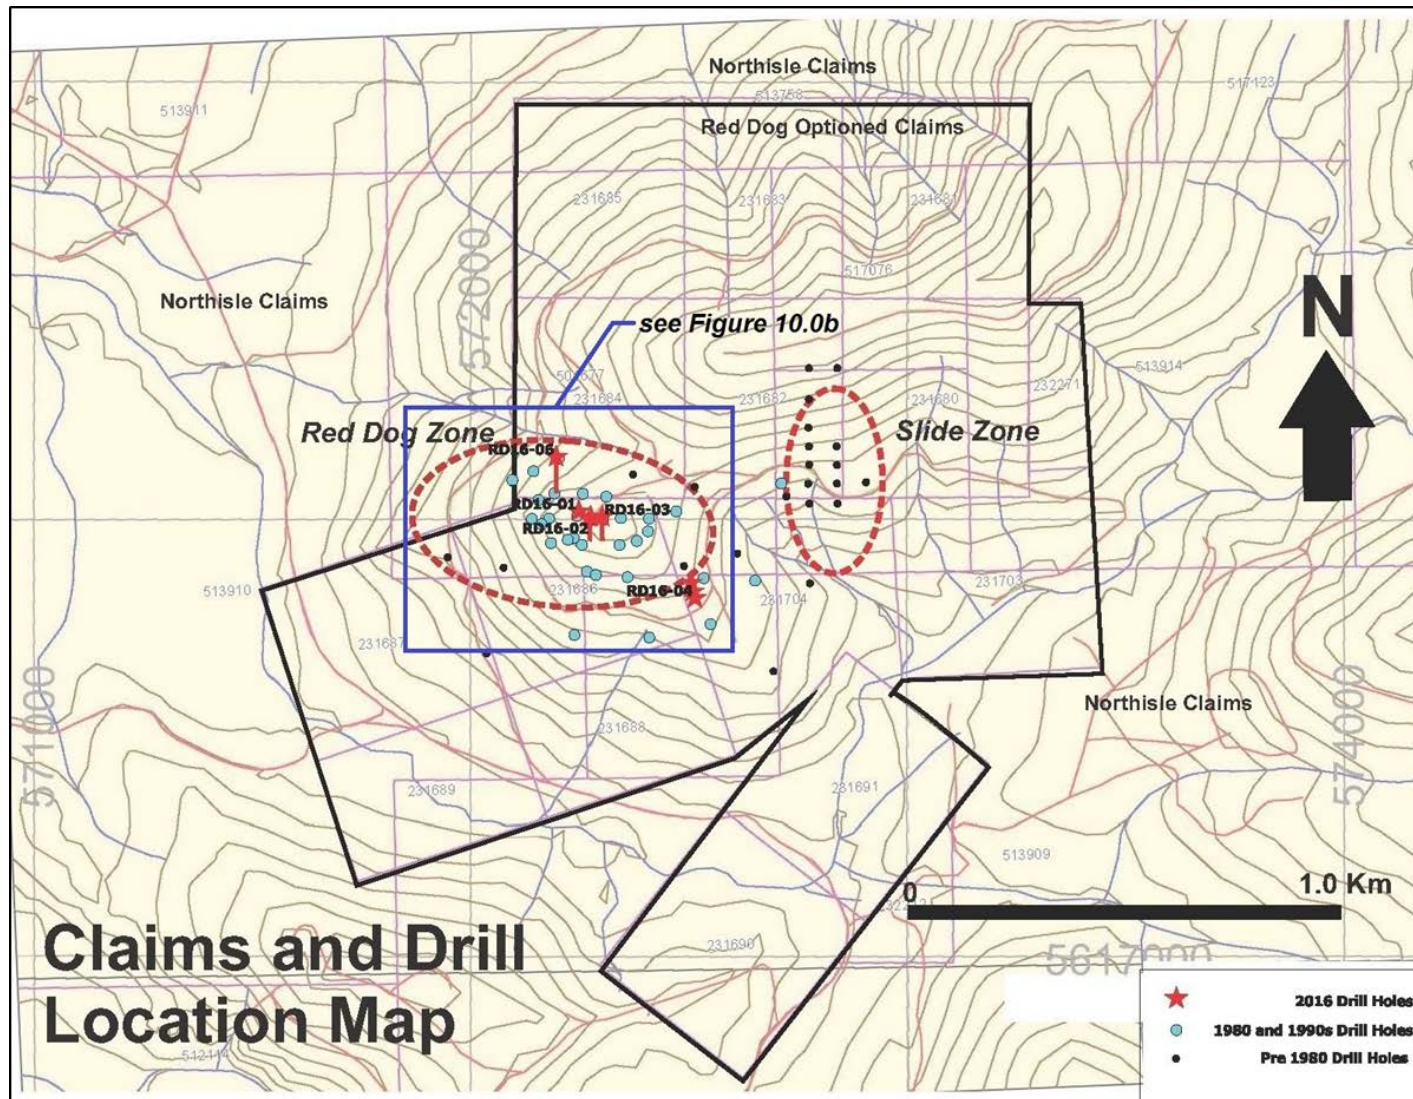 Northisle Claims
513758
517123
513911
Red Dog Optioned Claims
231685
231683
231681
517076
Northisle Claims
572000
see Figure 10.0b
N
513914
232271
231684
231682
231680
Red Dog Zone
Slide Zone
RD16-06
RD16-01
RD16-03
RD16-02
513910
231686
RD16-04
231704
231703
231687
571000
574000
Northisle Claims
231688
231689
231691
513909
0
1.0 Km
231690
5617000
Claims and Drill
Location Map
512114
2016 Drill Holes
1980 and 1990s Drill Holes
Pre 1980 Drill Holes